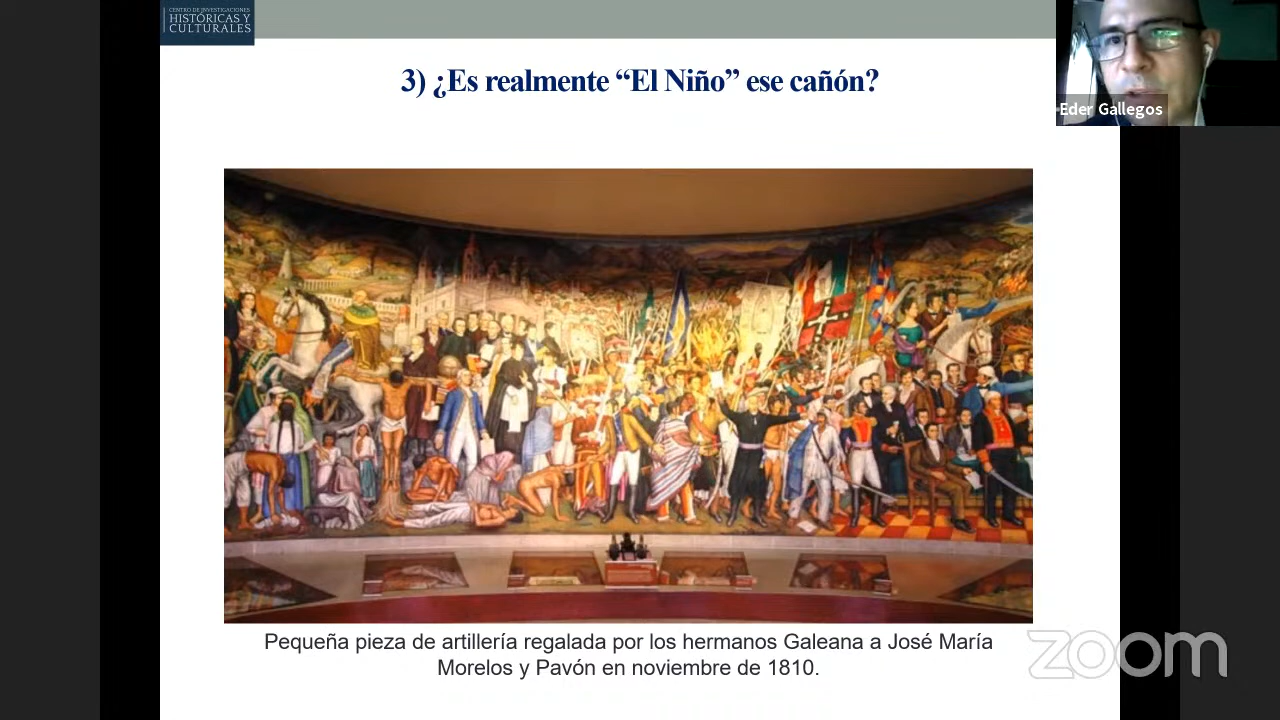 CENTRO DE INVESTIGACIONES
HISTÓRICAS Y
CULTURALES
3) ¿Es realmente “El Niño” ese cañón?
Eder Gallegos
Pequeña pieza de artillería regalada por los hermanos Galeana a José María
Morelos y Pavón en noviembre de 1810.
zoom